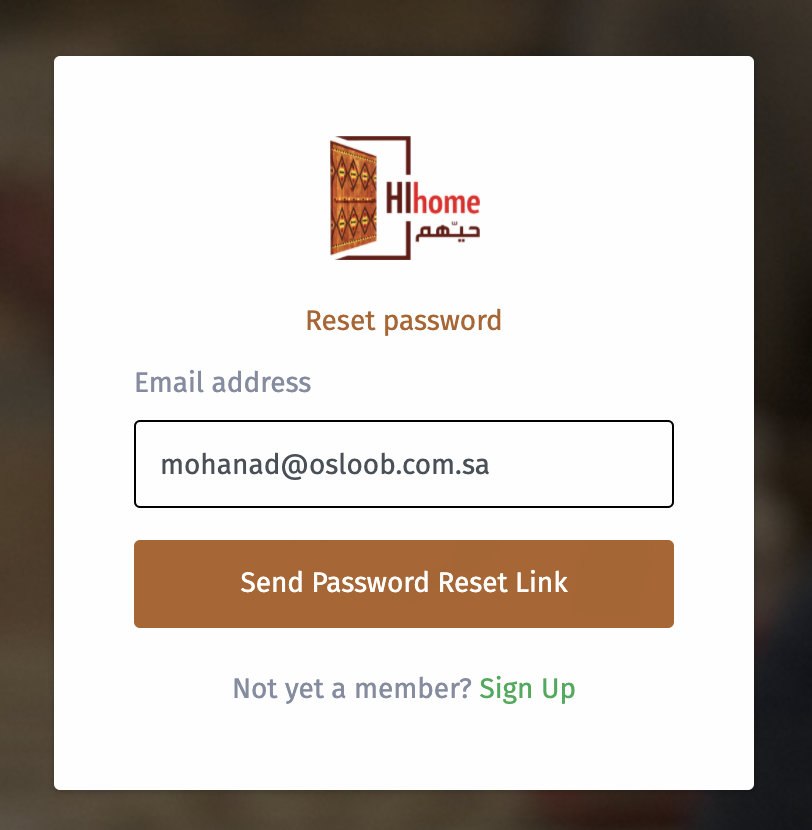 HIhome
حيّهم
Reset password
Email address
mohanad@osloob.com.sa
Send Password Reset Link
Not yet a member? Sign Up